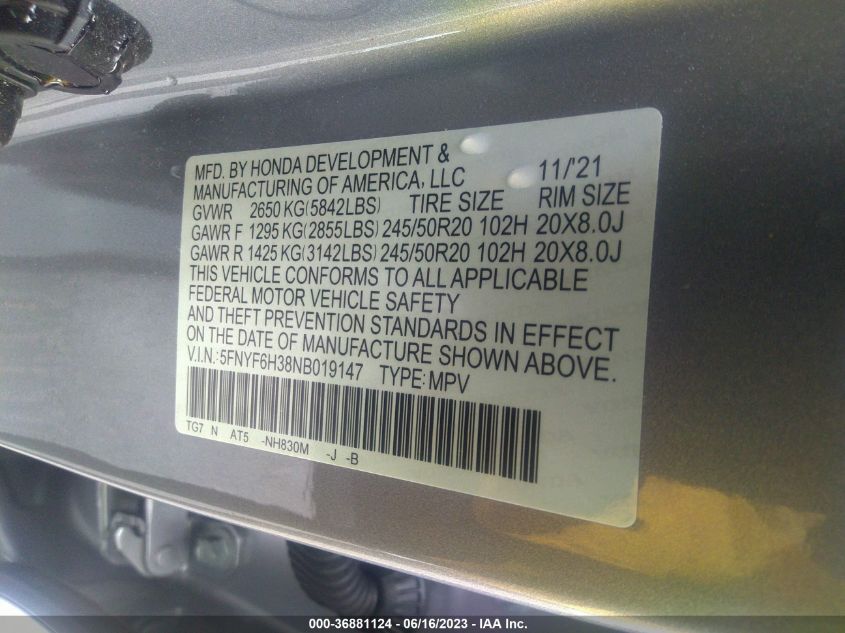 MFD. BY HONDA DEVELOPMENT &
MANUFACTURING OF AMERICA, LLC 11/'21
GVWR 2650 KG(5842LBS) TIRE SIZE RIM SIZE
GAWR F 1295 KG(2855LBS) 245/50R20 102H 20X8.0J
GAWR R 1425 KG(3142LBS) 245/50R20 102H 20X8.0J
THIS VEHICLE CONFORMS TO ALL APPLICABLE
FEDERAL MOTOR VEHICLE SAFETY
AND THEFT PREVENTION STANDARDS IN EFFECT
ON THE DATE OF MANUFACTURE SHOWN ABOVE.
V.I.N.: 5FNYF6H38NB019147 TYPE: MPV
TG7 N AT5 -NH830M -J -B
000-36881124 - 06/16/2023 - IAA Inc.